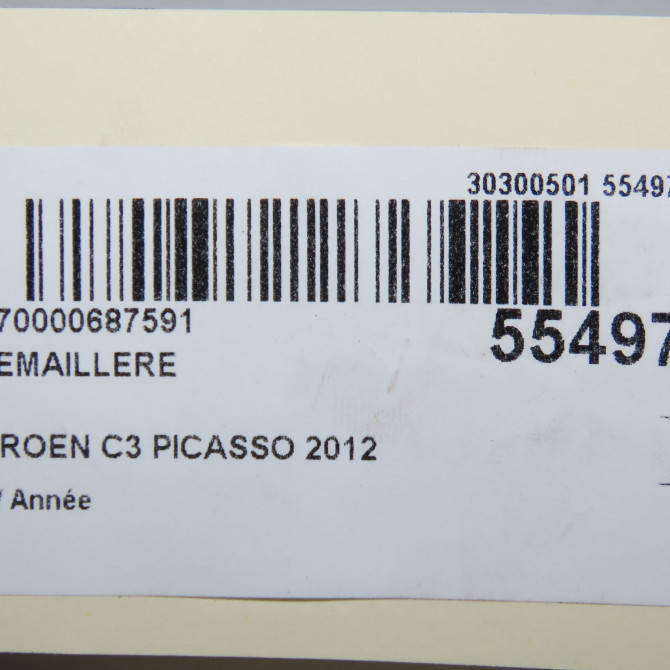 30300501 55497
70000687591
55497
EMAILLERE
ROEN C3 PICASSO 2012
/ Année